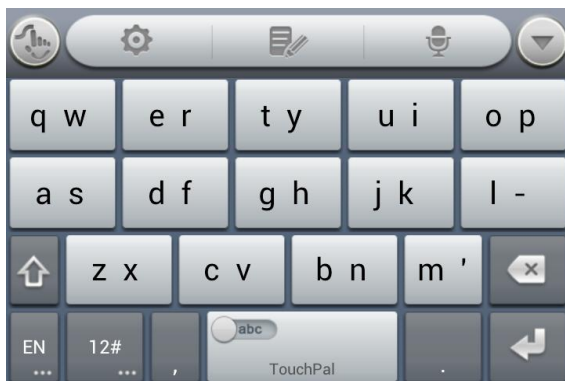 q w e r t y u i o p
a s d f g h j k l -
z x c v b n m '
abc
EN 12# , TouchPal .